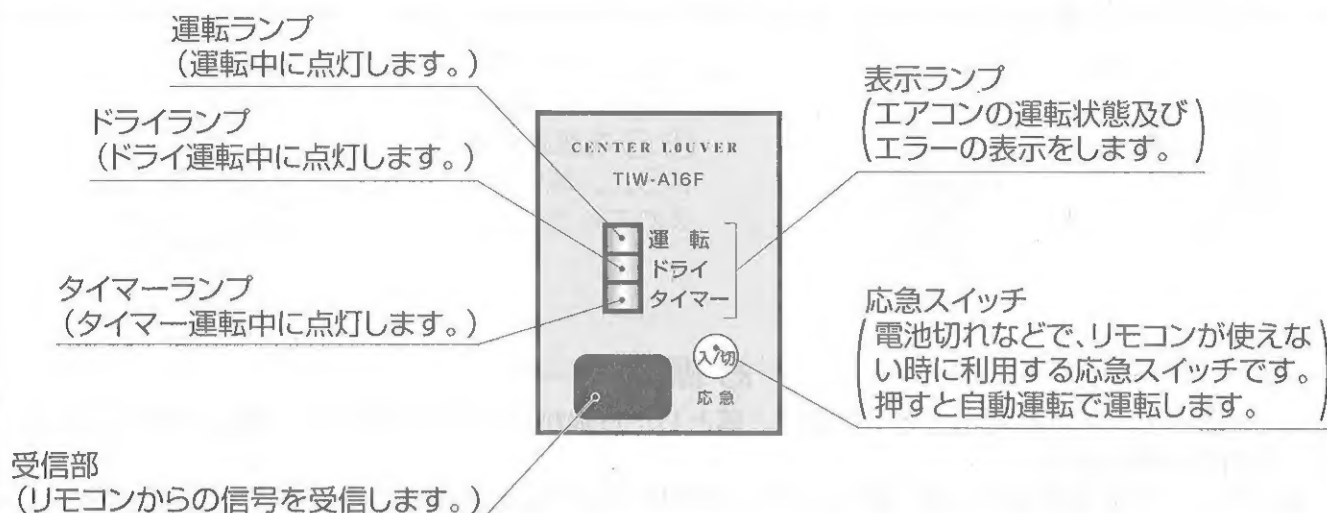 運転ランプ
（運転中に点灯します。）
ドライランプ
（ドライ運転中に点灯します。）
タイマーランプ
（タイマー運転中に点灯します。）
受信部
（リモコンからの信号を受信します。）
CENTER LOUVER
TIW-A16F
運 転
ドライ
タイマー
入/切
応急
表示ランプ
（エアコンの運転状態及び
エラーの表示をします。）
応急スイッチ
（電池切れなどで、リモコンが使えな
い時に利用する応急スイッチです。
押すと自動運転で運転します。）